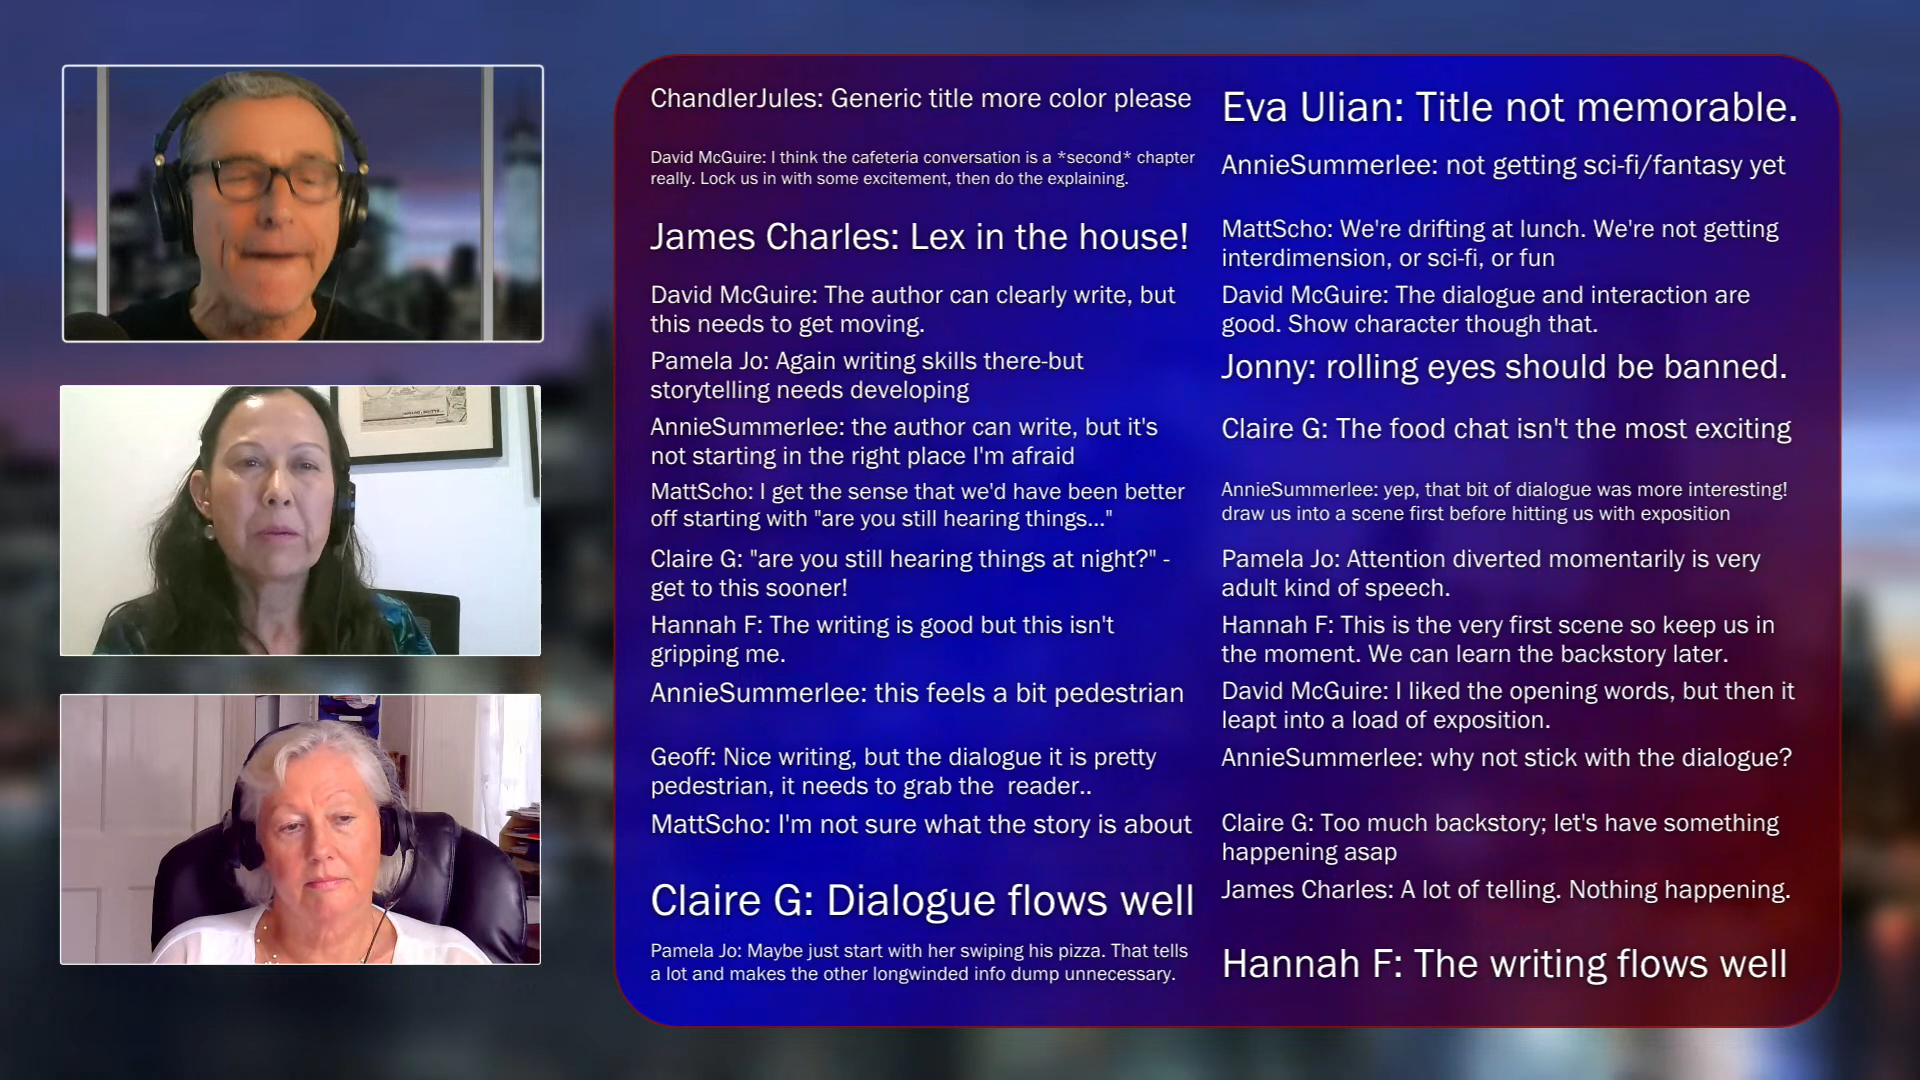 ChandlerJules: Generic title more color please
David McGuire: I think the cafeteria conversation is a *second* chapter
really. Lock us in with some excitement, then do the explaining.
James Charles: Lex in the house!
David McGuire: The author can clearly write, but
this needs to get moving.
Pamela Jo: Again writing skills there-but
storytelling needs developing
AnnieSummerlee: the author can write, but it's
not starting in the right place I'm afraid
MattScho: I get the sense that we'd have been better
off starting with "are you still hearing things..."
Claire G: "are you still hearing things at night?" -
get to this sooner!
Hannah F: The writing is good but this isn't
gripping me.
AnnieSummerlee: this feels a bit pedestrian
Geoff: Nice writing, but the dialogue it is pretty
pedestrian, it needs to grab the  reader..
MattScho: I'm not sure what the story is about
Claire G: Dialogue flows well
Pamela Jo: Maybe just start with her swiping his pizza. That tells
a lot and makes the other longwinded info dump unnecessary.
Eva Ulian: Title not memorable.
AnnieSummerlee: not getting sci-fi/fantasy yet
MattScho: We're drifting at lunch. We're not getting
interdimension, or sci-fi, or fun
David McGuire: The dialogue and interaction are
good. Show character though that.
Jonny: rolling eyes should be banned.
Claire G: The food chat isn't the most exciting
AnnieSummerlee: yep, that bit of dialogue was more interesting!
draw us into a scene first before hitting us with exposition
Pamela Jo: Attention diverted momentarily is very
adult kind of speech.
Hannah F: This is the very first scene so keep us in
the moment. We can learn the backstory later.
David McGuire: I liked the opening words, but then it
leapt into a load of exposition.
AnnieSummerlee: why not stick with the dialogue?
Claire G: Too much backstory; let's have something
happening asap
James Charles: A lot of telling. Nothing happening.
Hannah F: The writing flows well